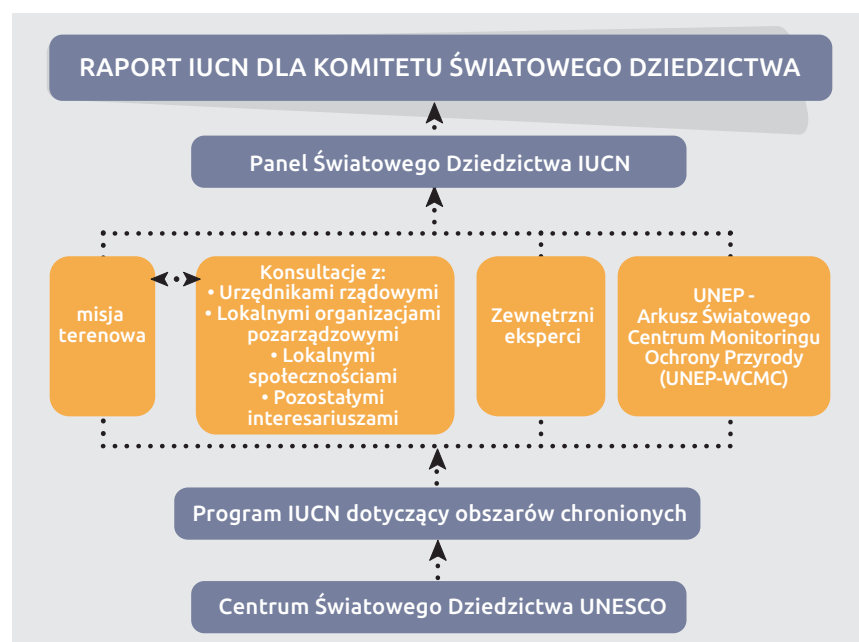 RAPORT IUCN DLA KOMITETU ŚWIATOWEGO DZIEDZICTWA
Panel Światowego Dziedzictwa IUCN
misja
terenowa
Konsultacje z:
• Urzędnikami rządowymi
• Lokalnymi organizacjami
pozarządzowymi
• Lokalnymi
społecznościami
• Pozostałymi
interesariuszami
Zewnętrzni
eksperci
UNEP -
Arkusz Światowego
Centrum Monitoringu
Ochrony Przyrody
(UNEP-WCMC)
Program IUCN dotyczący obszarów chronionych
Centrum Światowego Dziedzictwa UNESCO